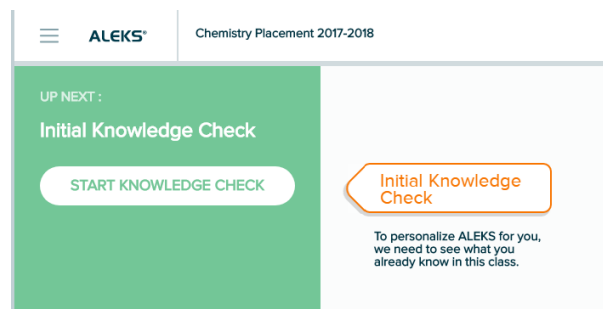 ALEKS®
Chemistry Placement 2017-2018
UP NEXT :
Initial Knowledge Check
START KNOWLEDGE CHECK
Initial Knowledge
Check
To personalize ALEKS for you,
we need to see what you
already know in this class.